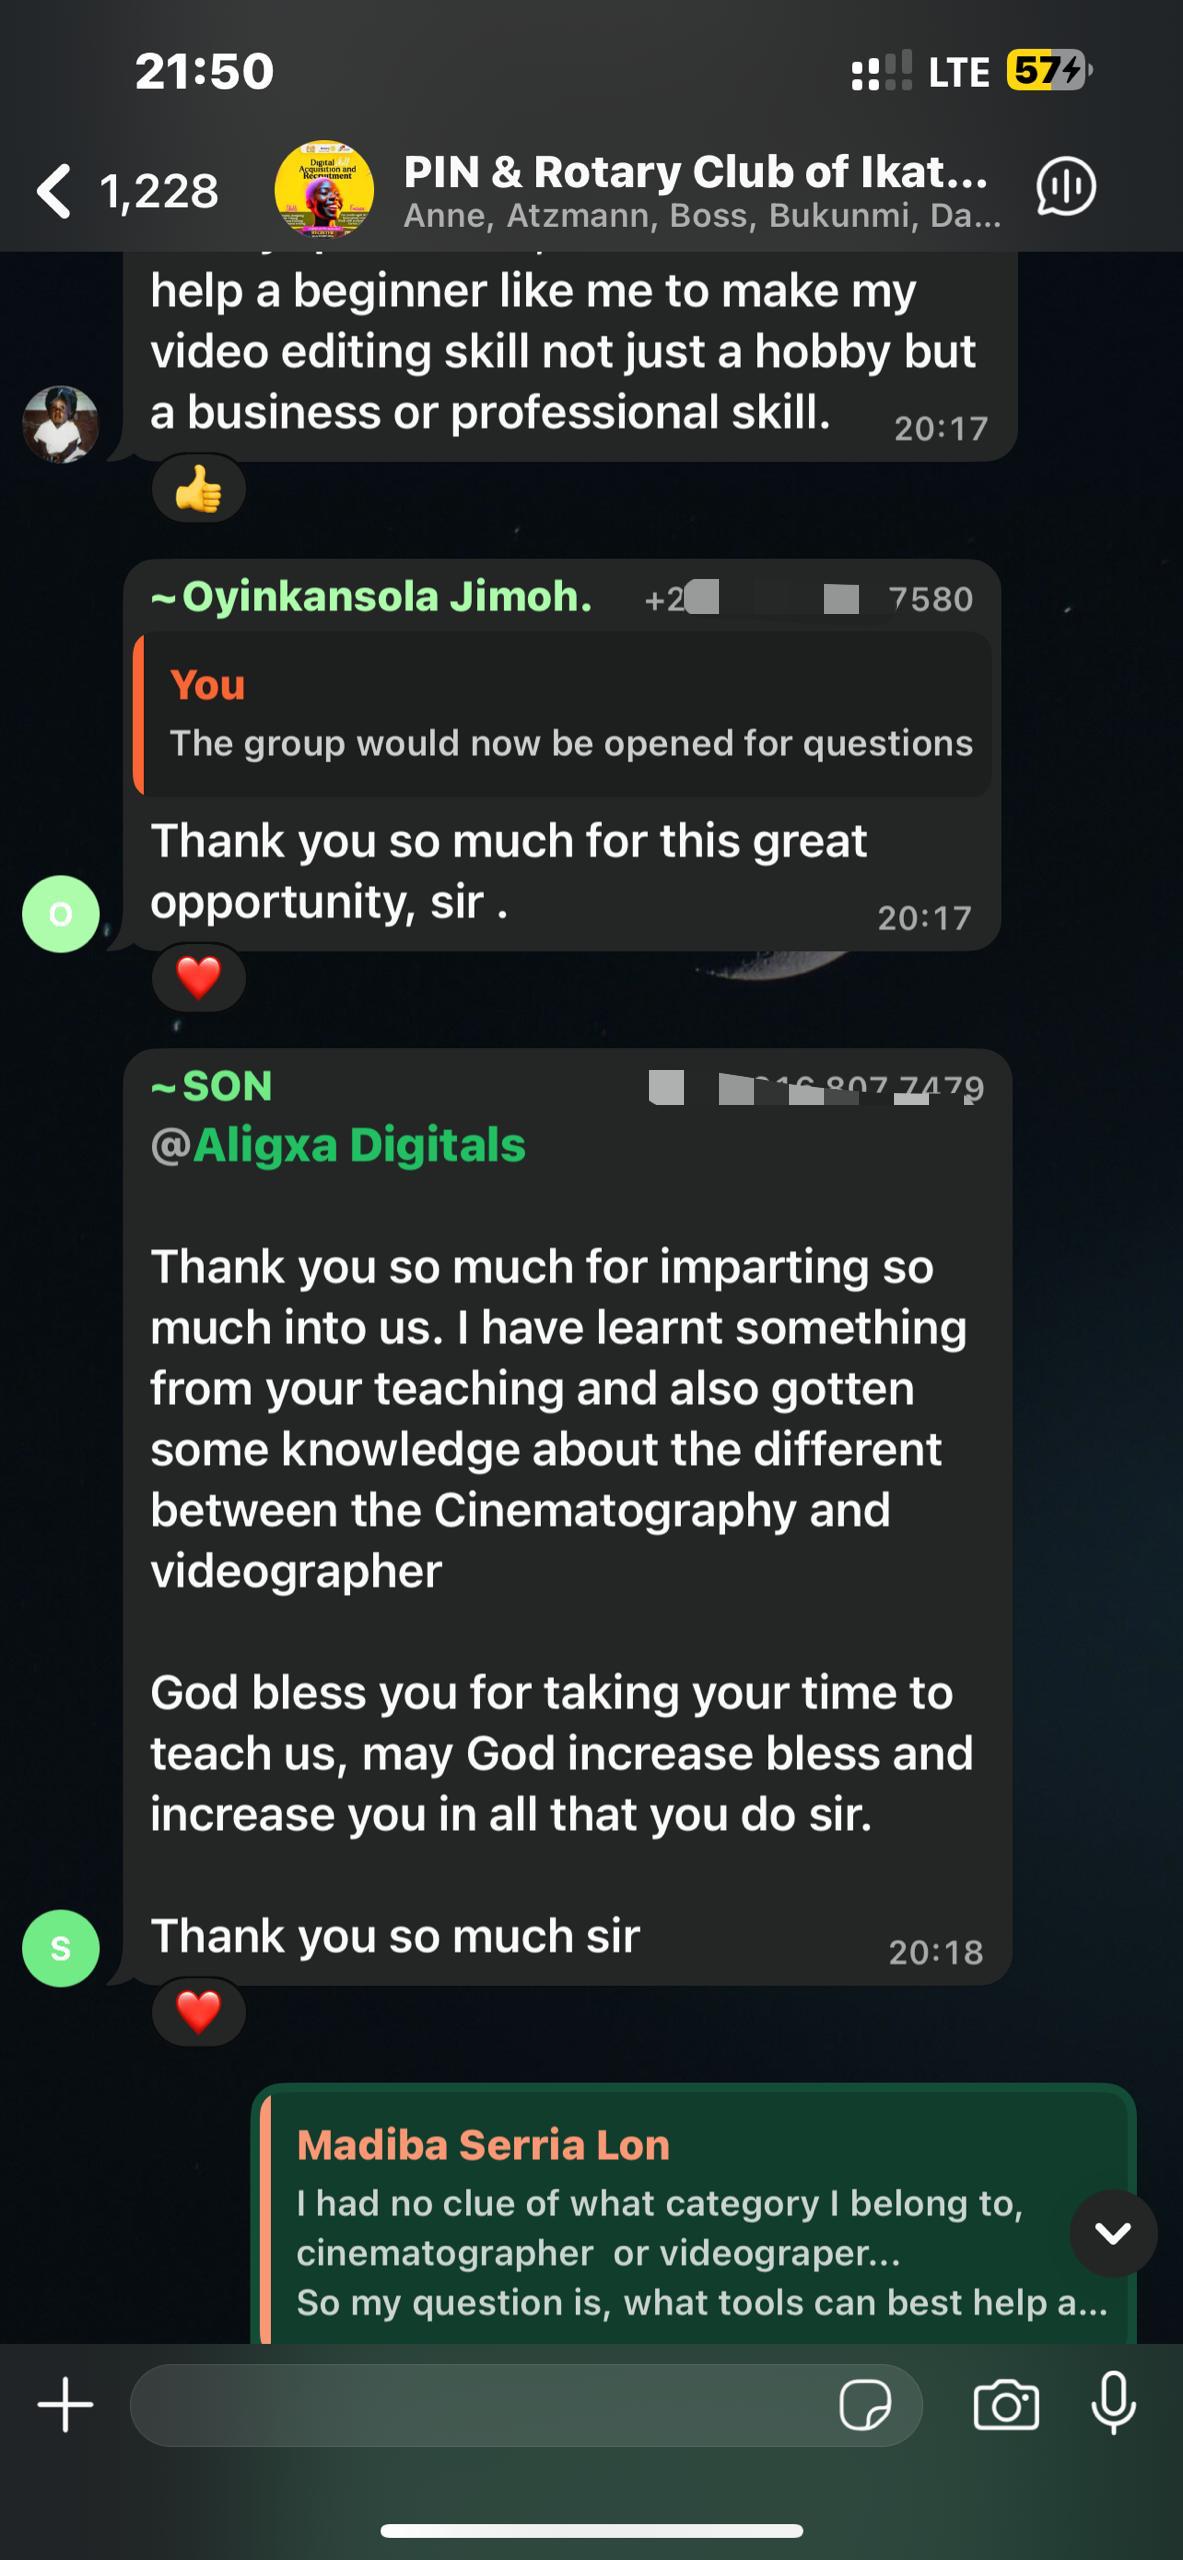 21:50
LTE 57
1,228
Digital Skill
Acquisition and
Recruitment
PIN & Rotary Club of Ikat...
Anne, Atzmann, Boss, Bukunmi, Da...
help a beginner like me to make my
video editing skill not just a hobby but
a business or professional skill.
20:17
~Oyinkansola Jimoh. +2 7580
You
The group would now be opened for questions
Thank you so much for this great
opportunity, sir .
20:17
O
~SON
@Aligxa Digitals
Thank you so much for imparting so
much into us. I have learnt something
from your teaching and also gotten
some knowledge about the different
between the Cinematography and
videographer
God bless you for taking your time to
teach us, may God increase bless and
increase you in all that you do sir.
Thank you so much sir
20:18
S
Madiba Serria Lon
I had no clue of what category I belong to,
cinematographer or videograper...
So my question is, what tools can best help a...